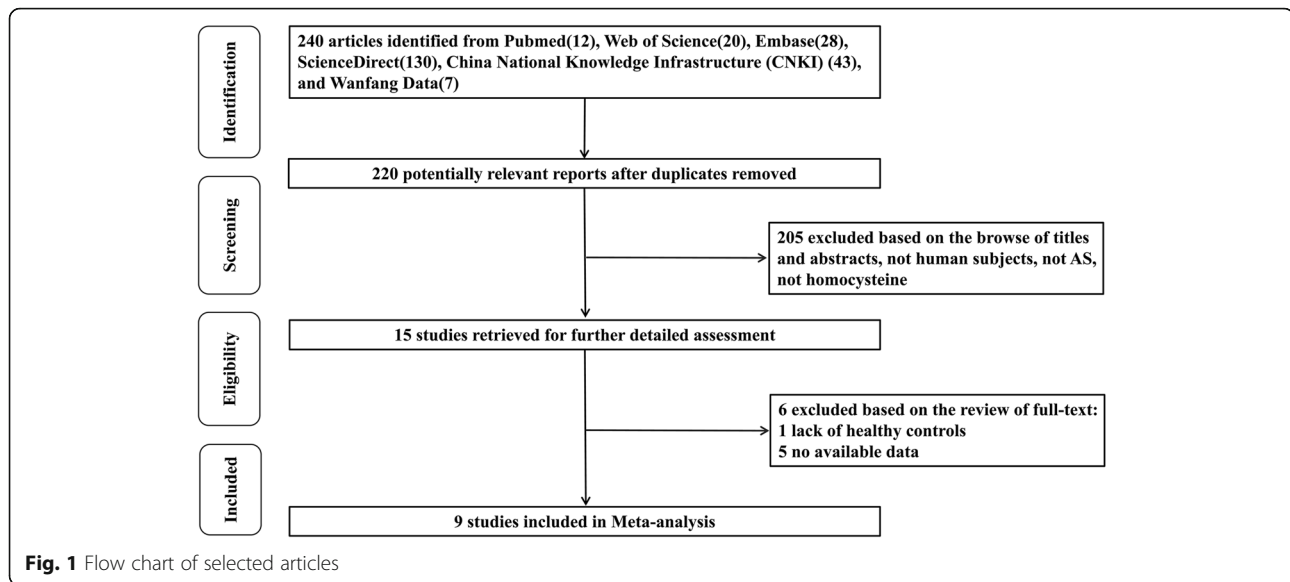 Identification
240 articles identified from Pubmed(12), Web of Science(20), Embase(28),
ScienceDirect(130), China National Knowledge Infrastructure (CNKI) (43),
and Wanfang Data(7)
220 potentially relevant reports after duplicates removed
Screening
205 excluded based on the browse of titles
and abstracts, not human subjects, not AS,
not homocysteine
15 studies retrieved for further detailed assessment
Eligibility
6 excluded based on the review of full-text:
1 lack of healthy controls
5 no available data
Included
9 studies included in Meta-analysis
Fig. 1 Flow chart of selected articles